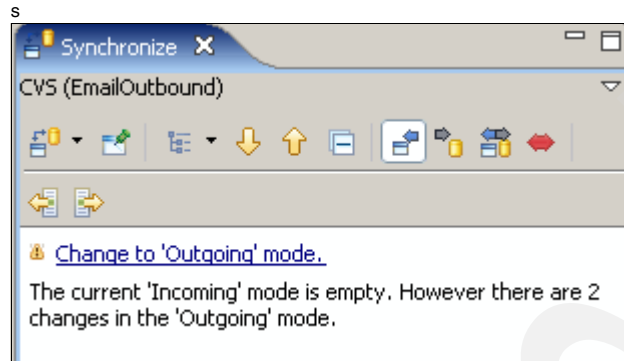 s
Synchronize
CVS (EmailOutbound)
Change to 'Outgoing' mode.
The current 'Incoming' mode is empty. However there are 2
changes in the 'Outgoing' mode.